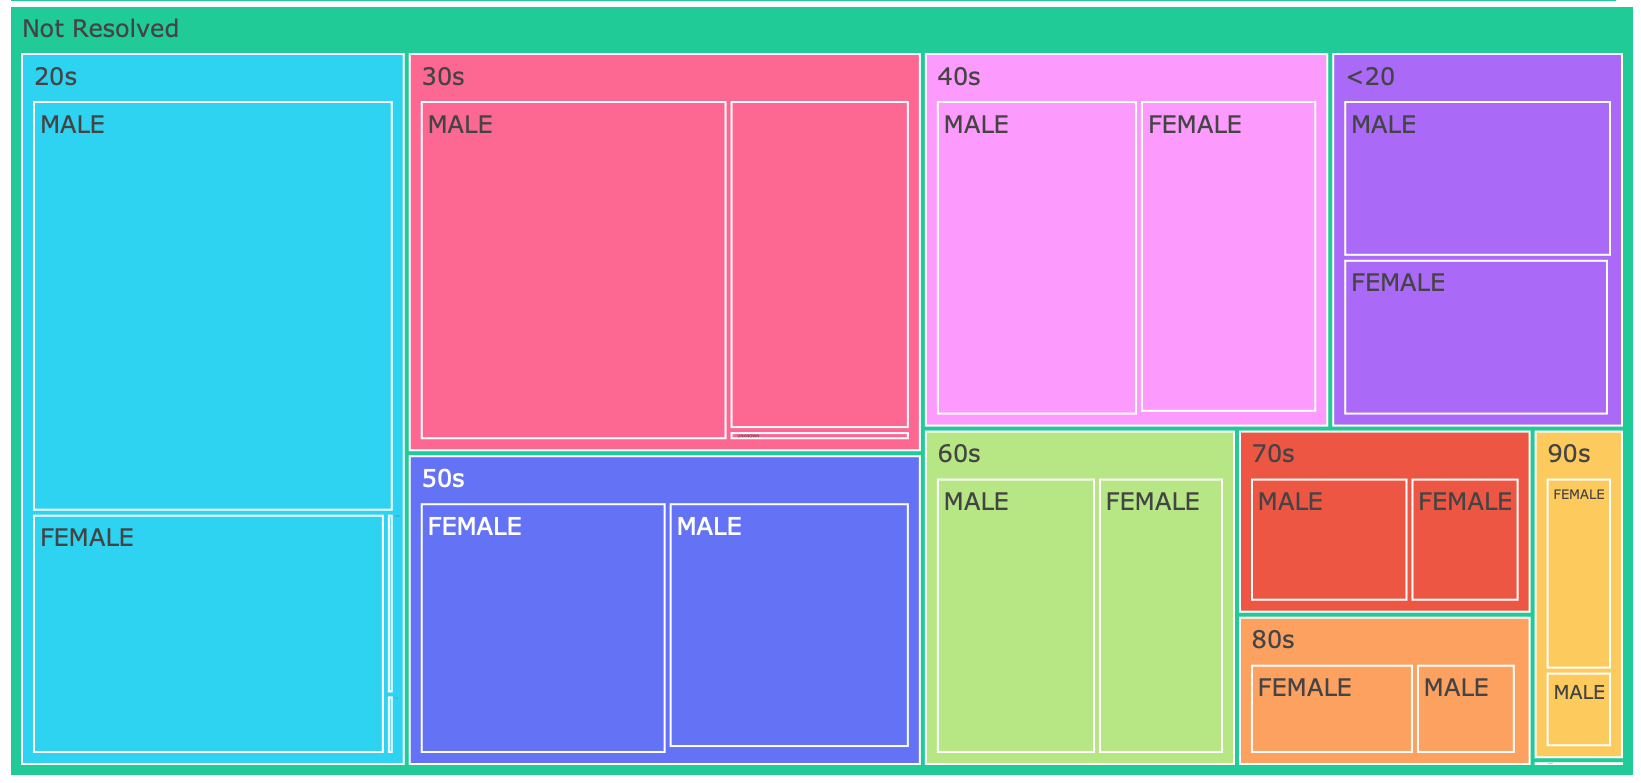 Not Resolved
20s
MALE
FEMALE
30s
MALE
50s
FEMALE
MALE
40s
MALE
FEMALE
<20
MALE
FEMALE
60s
MALE
FEMALE
70s
MALE
FEMALE
80s
FEMALE
MALE
90s
FEMALE
MALE